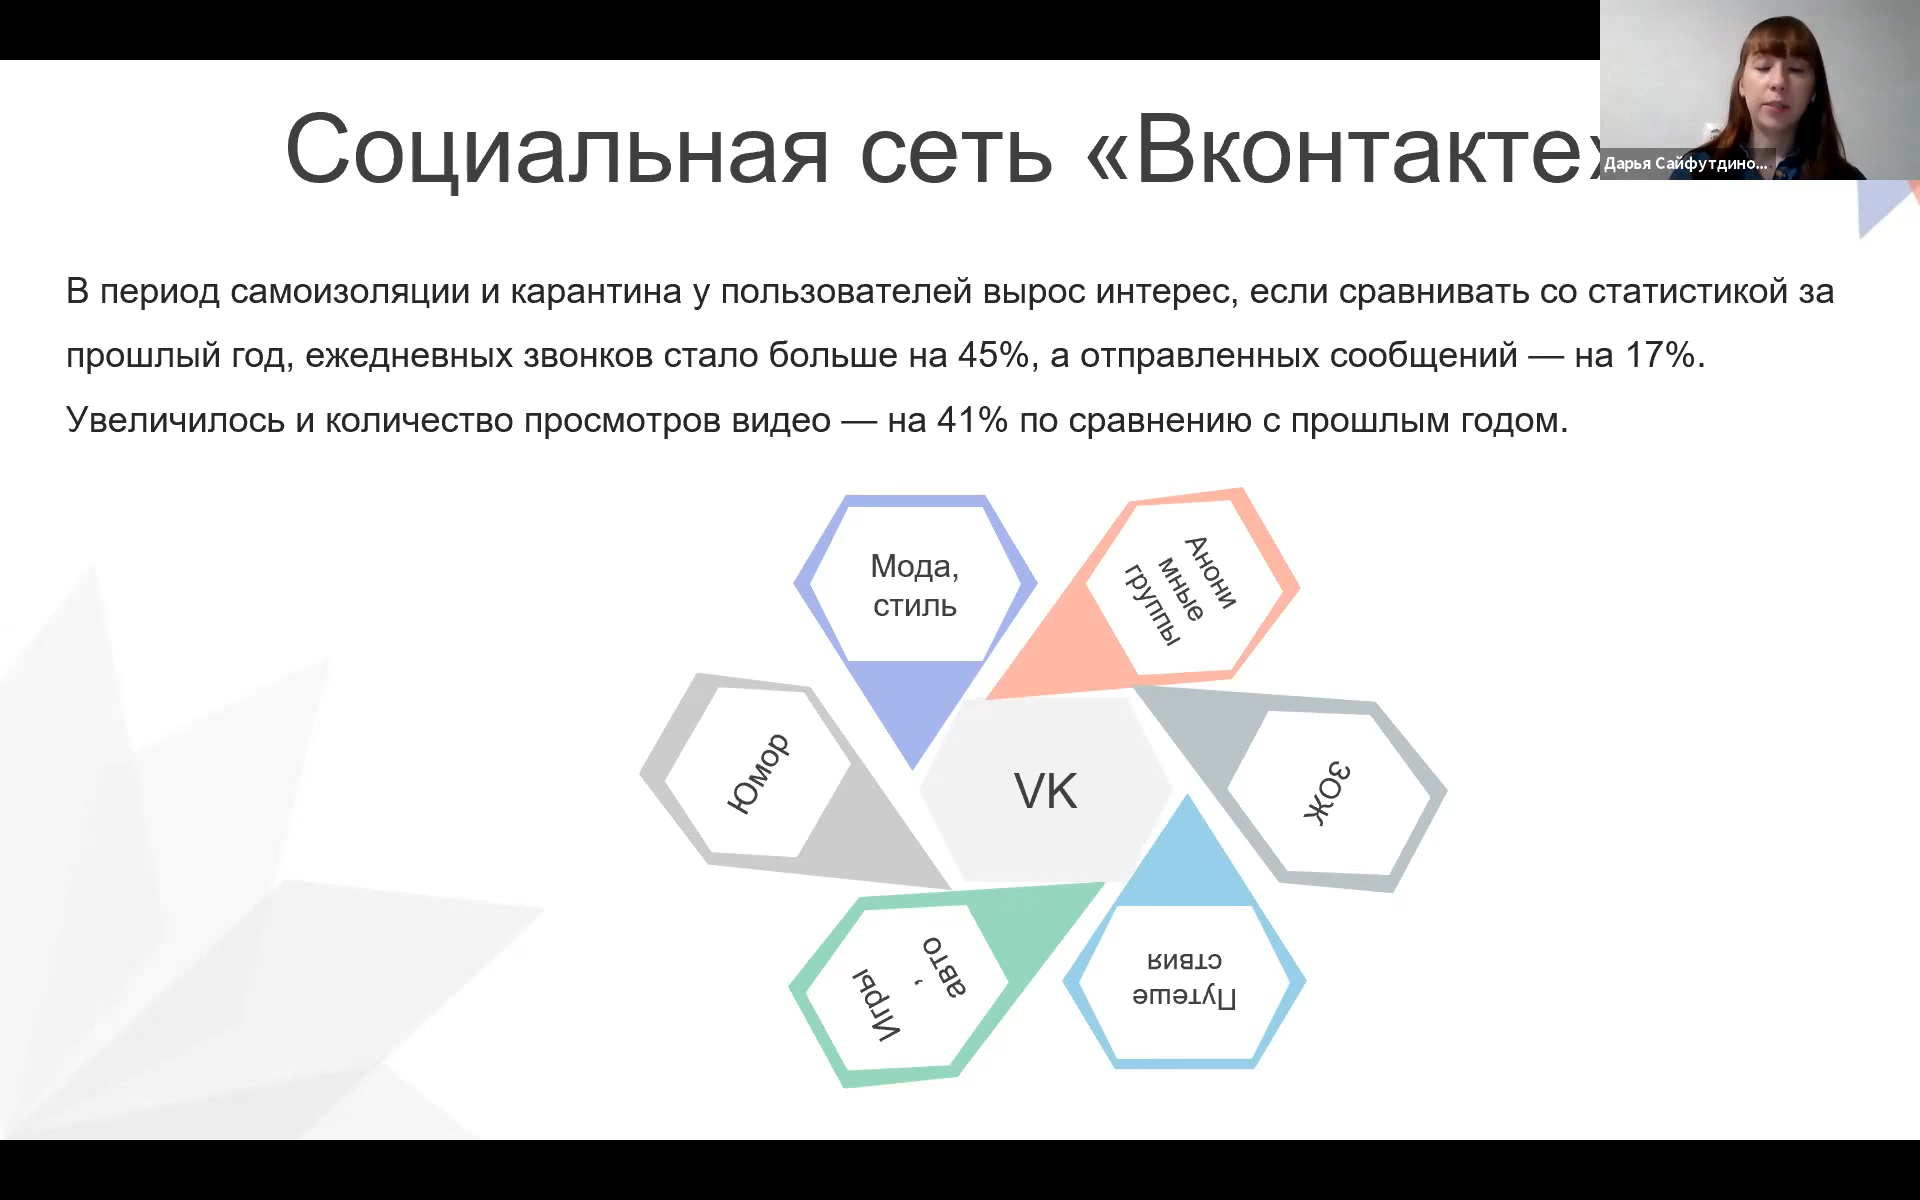 Социальная сеть «Вконтакте»
Дарья Сайфутдино...
В период самоизоляции и карантина у пользователей вырос интерес, если сравнивать со статистикой за
прошлый год, ежедневных звонков стало больше на 45%, а отправленных сообщений — на 17%.
Увеличилось и количество просмотров видео — на 41% по сравнению с прошлым годом.
Мода,
стиль
Анони
мные
группы
Юмор
VK
ЗОЖ
Игры
,
авто
Путеше
ствия